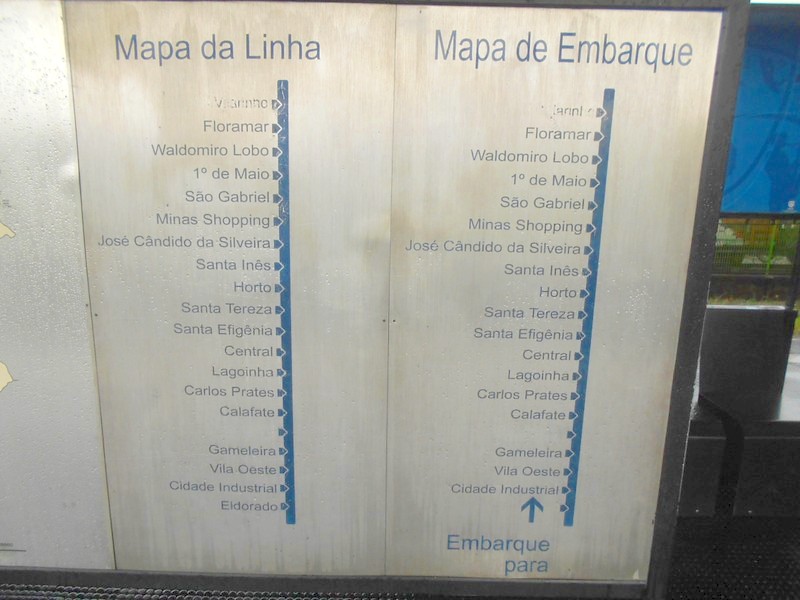 Mapa da Linha
Vilarinho
Floramar
Waldomiro Lobo
1º de Maio
São Gabriel
Minas Shopping
José Cândido da Silveira
Santa Inês
Horto
Santa Tereza
Santa Efigênia
Central
Lagoinha
Carlos Prates
Calafate
Gameleira
Vila Oeste
Cidade Industrial
Eldorado
Mapa de Embarque
Floramar
Waldomiro Lobo
1º de Maio
São Gabriel
Minas Shopping
José Cândido da Silveira
Santa Inês
Horto
Santa Tereza
Santa Efigênia
Central
Lagoinha
Carlos Prates
Calafate
Gameleira
Vila Oeste
Cidade Industrial
Embarque
para